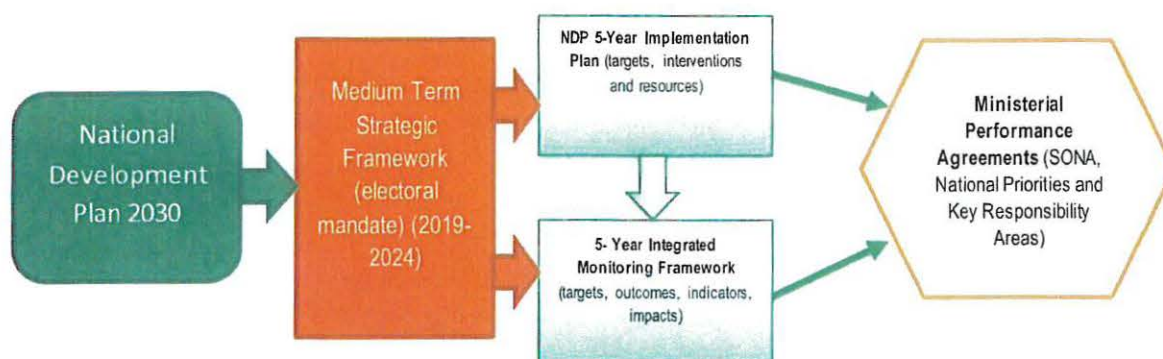 National
Development
Plan 2030
Medium Term
Strategic
Framework
(electoral
mandate) (2019-
2024)
NDP 5-Year Implementation
Plan (targets, interventions
and resources)
5- Year Integrated
Monitoring Framework
(targets, outcomes, indicators,
impacts)
Ministerial
Performance
Agreements (SONA,
National Priorities and
Key Responsibility
Areas)